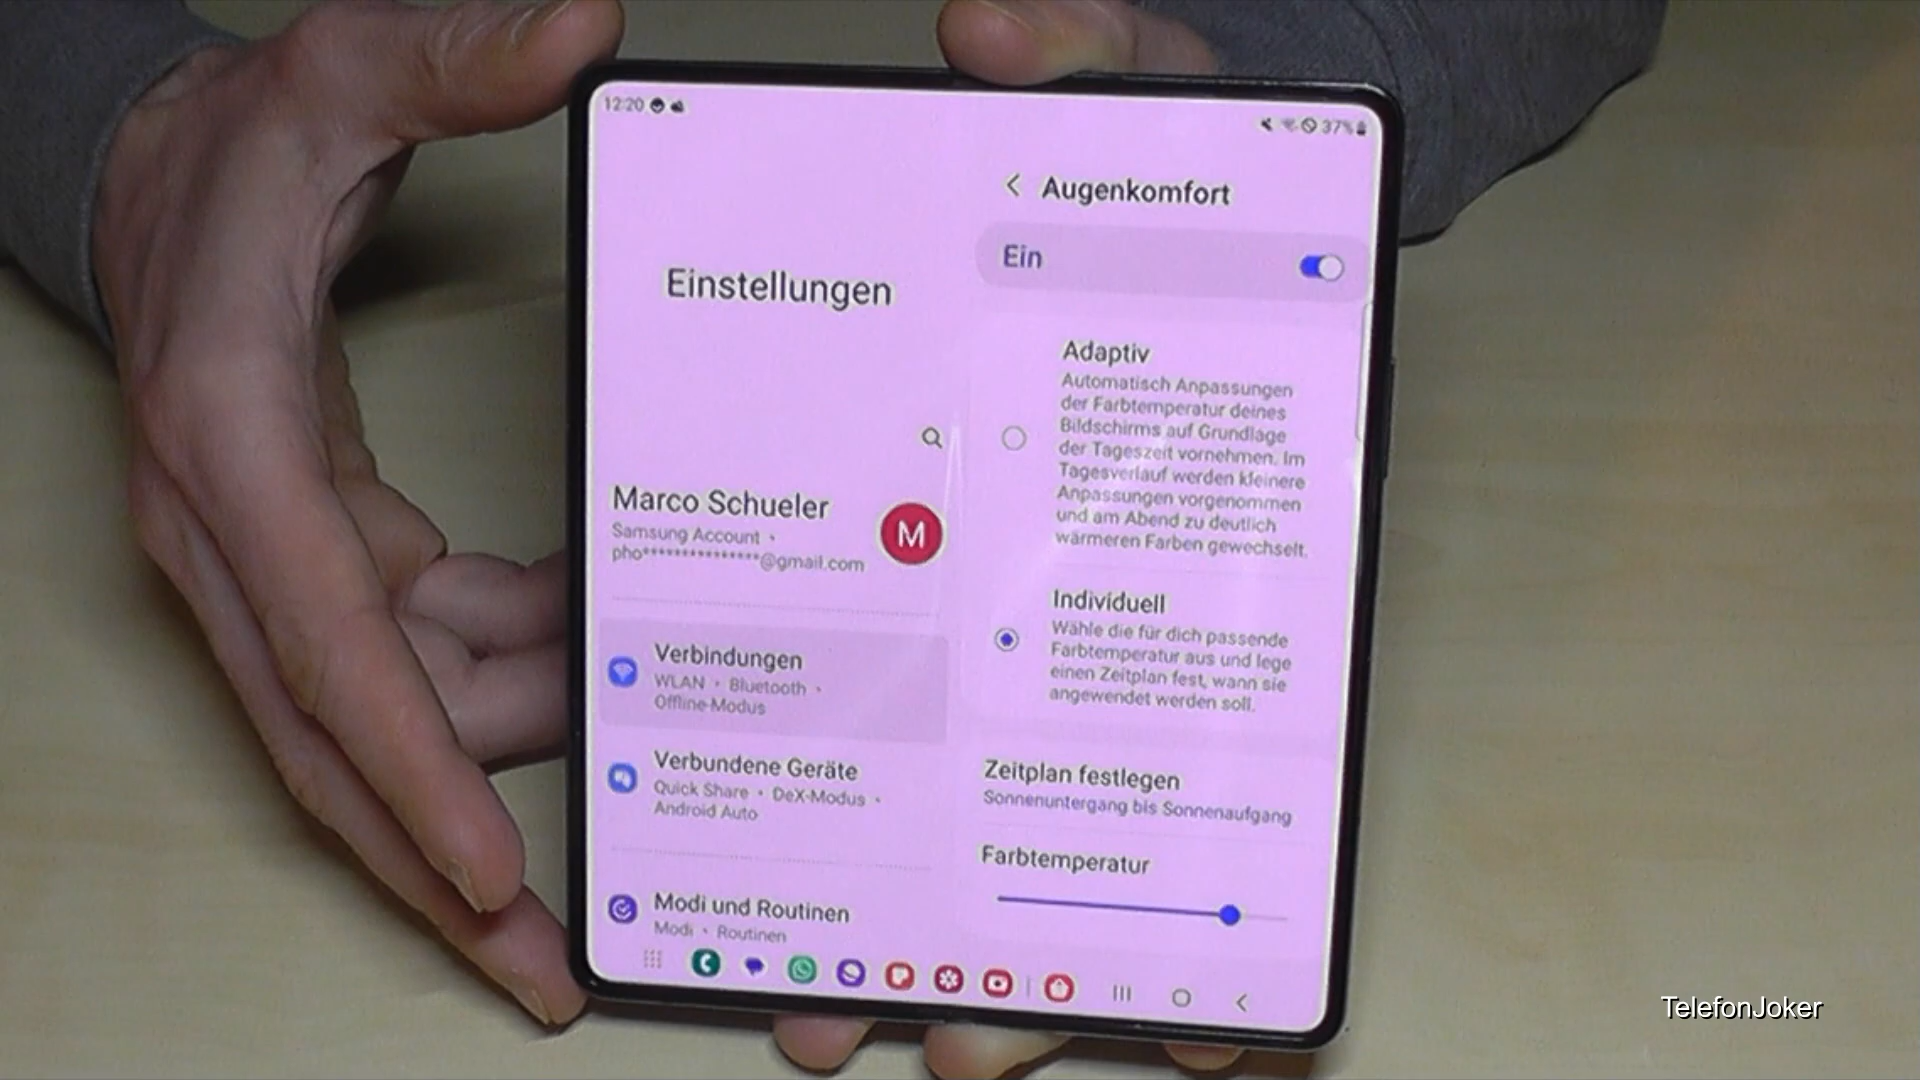 12:20
37%
Einstellungen
Marco Schueler
Samsung Account •
pho***************@gmail.com
M
Verbindungen
WLAN • Bluetooth •
Offline-Modus
Verbundene Geräte
Quick Share • DeX-Modus •
Android Auto
Modi und Routinen
Modi • Routinen
Augenkomfort
Ein
Adaptiv
Automatisch Anpassungen
der Farbtemperatur deines
Bildschirms auf Grundlage
der Tageszeit vornehmen. Im
Tagesverlauf werden kleinere
Anpassungen vorgenommen
und am Abend zu deutlich
wärmeren Farben gewechselt.
Individuell
Wähle die für dich passende
Farbtemperatur aus und lege
einen Zeitplan fest, wann sie
angewendet werden soll.
Zeitplan festlegen
Sonnenuntergang bis Sonnenaufgang
Farbtemperatur
TelefonJoker